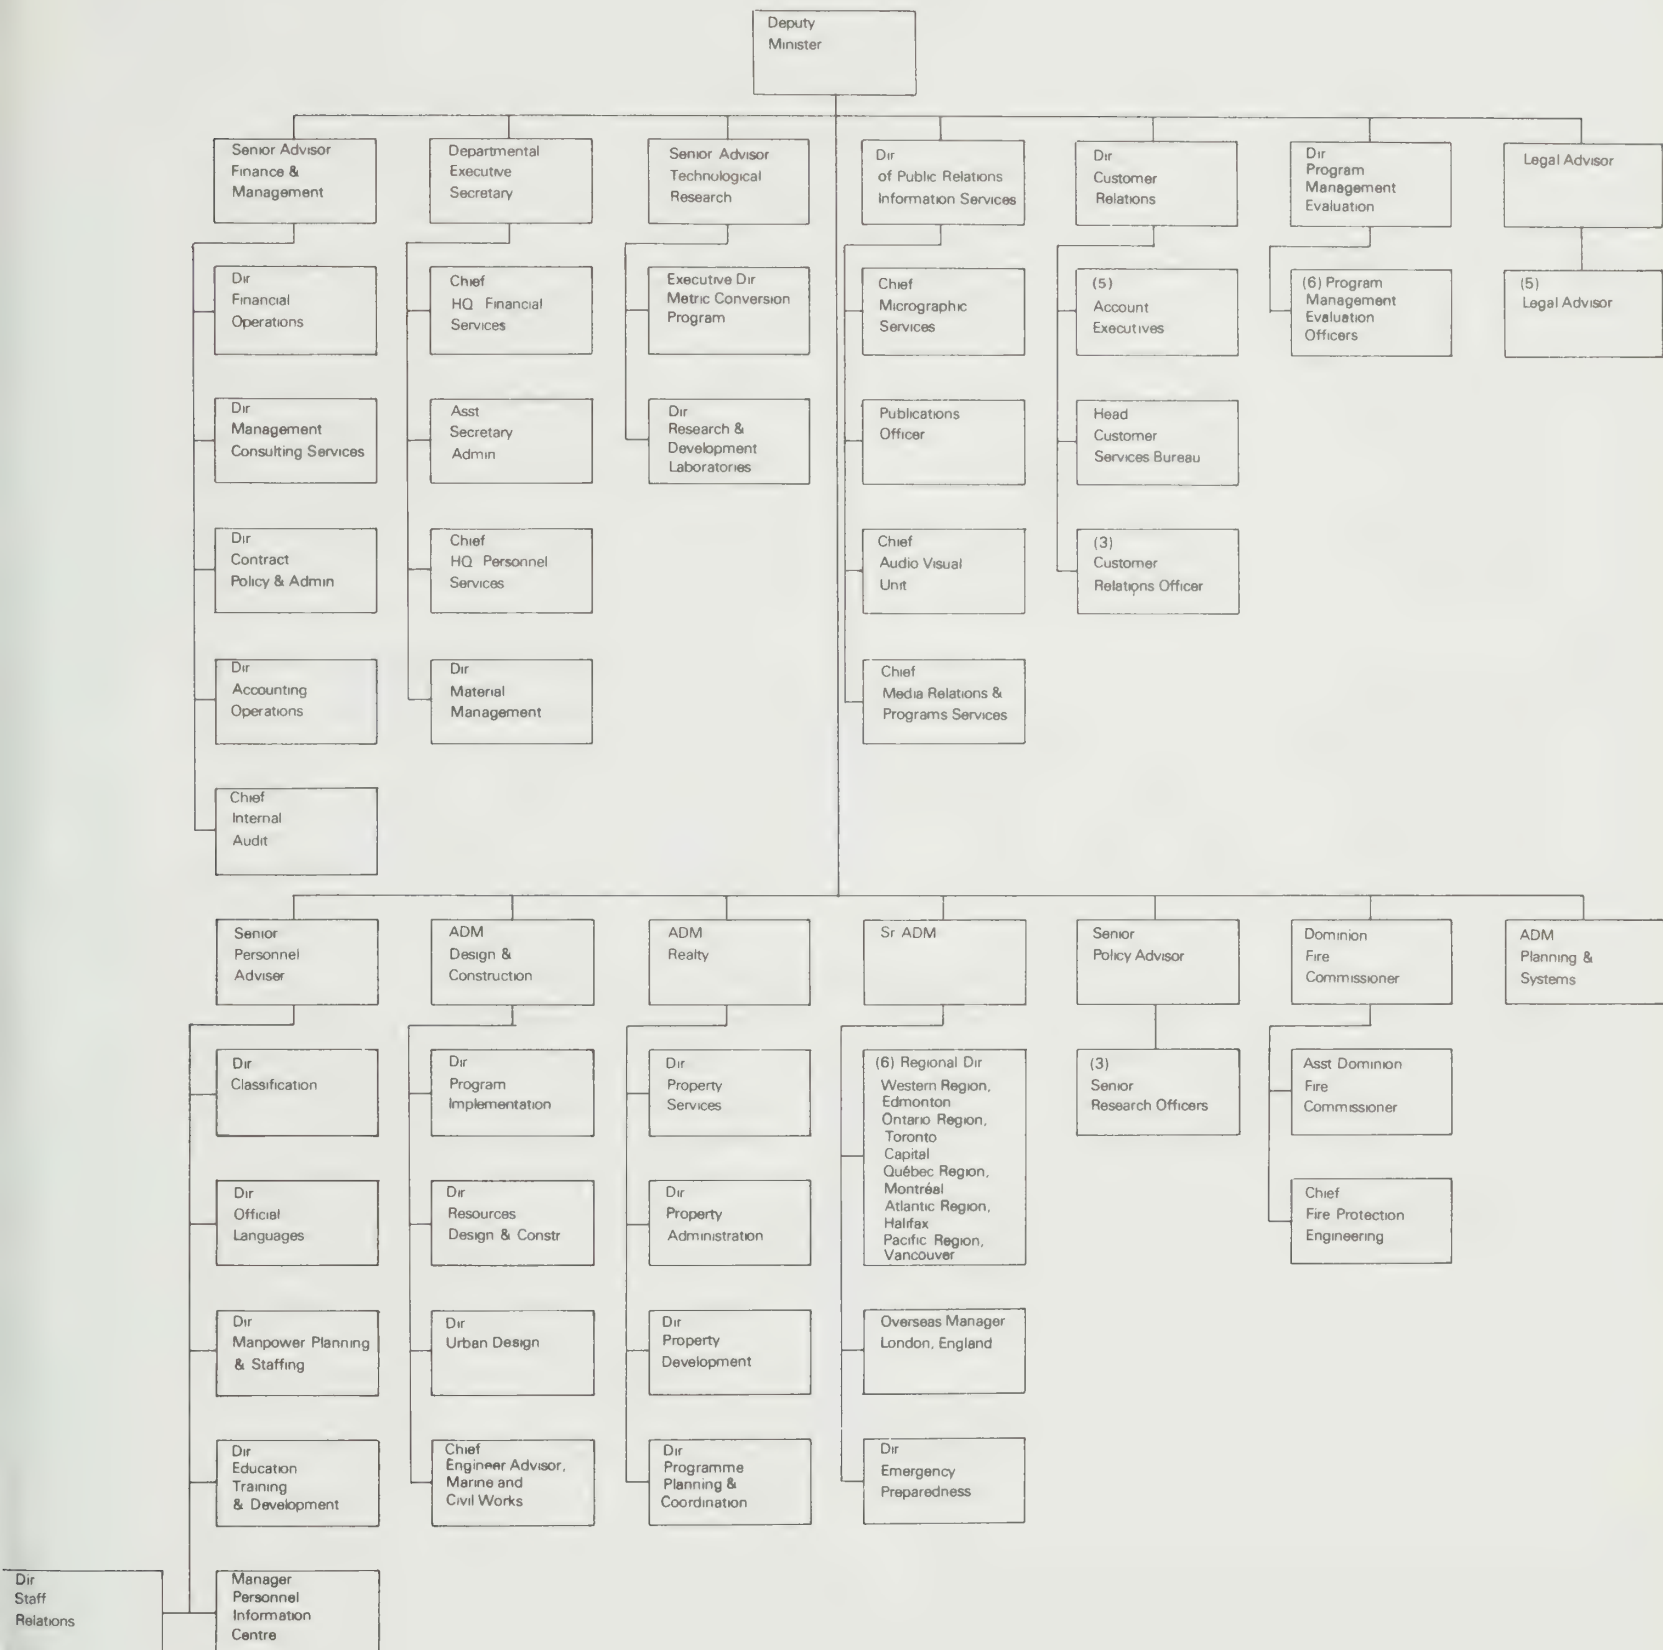 Deputy
Minister
Senior Advisor
Finance &
Management
Departmental
Executive
Secretary
Senior Advisor
Technological
Research
Dir
of Public Relations
Information Services
Dir
Customer
Relations
Dir
Program
Management
Evaluation
Legal Advisor
Dir
Financial
Operations
Chief
HQ Financial
Services
Executive Dir
Metric Conversion
Program
Chief
Micrographic
Services
(5)
Account
Executives
(6) Program
Management
Evaluation
Officers
(5)
Legal Advisor
Dir
Management
Consulting Services
Asst
Secretary
Admin
Dir
Research &
Development
Laboratories
Publications
Officer
Head
Customer
Services Bureau
Dir
Contract
Policy & Admin
Chief
HQ Personnel
Services
Chief
Audio Visual
Unit
(3)
Customer
Relations Officer
Dir
Accounting
Operations
Dir
Material
Management
Chief
Media Relations &
Programs Services
Chief
Internal
Audit
Senior
Personnel
Adviser
ADM
Design &
Construction
ADM
Realty
Sr ADM
Senior
Policy Advisor
Dominion
Fire
Commissioner
ADM
Planning &
Systems
Dir
Classification
Dir
Program
Implementation
Dir
Property
Services
(6) Regional Dir
Western Region,
Edmonton
Ontario Region,
Toronto
Capital
Québec Region,
Montréal
Atlantic Region,
Halifax
Pacific Region,
Vancouver
(3)
Senior
Research Officers
Asst Dominion
Fire
Commissioner
Dir
Official
Languages
Dir
Resources
Design & Constr
Dir
Property
Administration
Chief
Fire Protection
Engineering
Dir
Manpower Planning
& Staffing
Dir
Urban Design
Dir
Property
Development
Overseas Manager
London, England
Dir
Education
Training
& Development
Chief
Engineer Advisor,
Marine and
Civil Works
Dir
Programme
Planning &
Coordination
Dir
Emergency
Preparedness
Dir
Staff
Relations
Manager
Personnel
Information
Centre